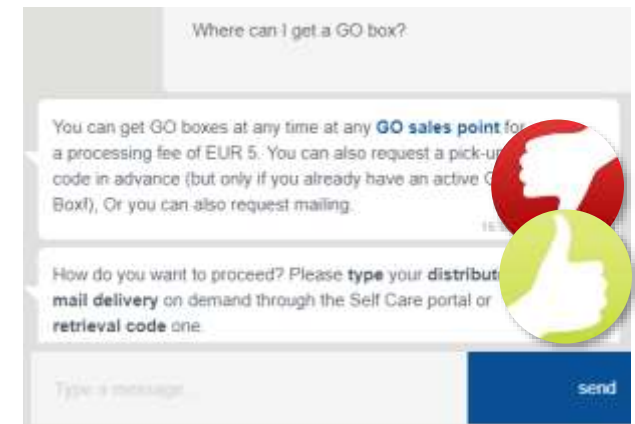 Where can I get a GO box?
You can get GO boxes at any time at any GO sales point for
a processing fee of EUR 5. You can also request a pick-up
code in advance (but only if you already have an active
Box!), Or you can also request mailing.
How do you want to proceed? Please type your
mail delivery on demand through the Self Care portal or
retrieval code one.
Type a message...
send